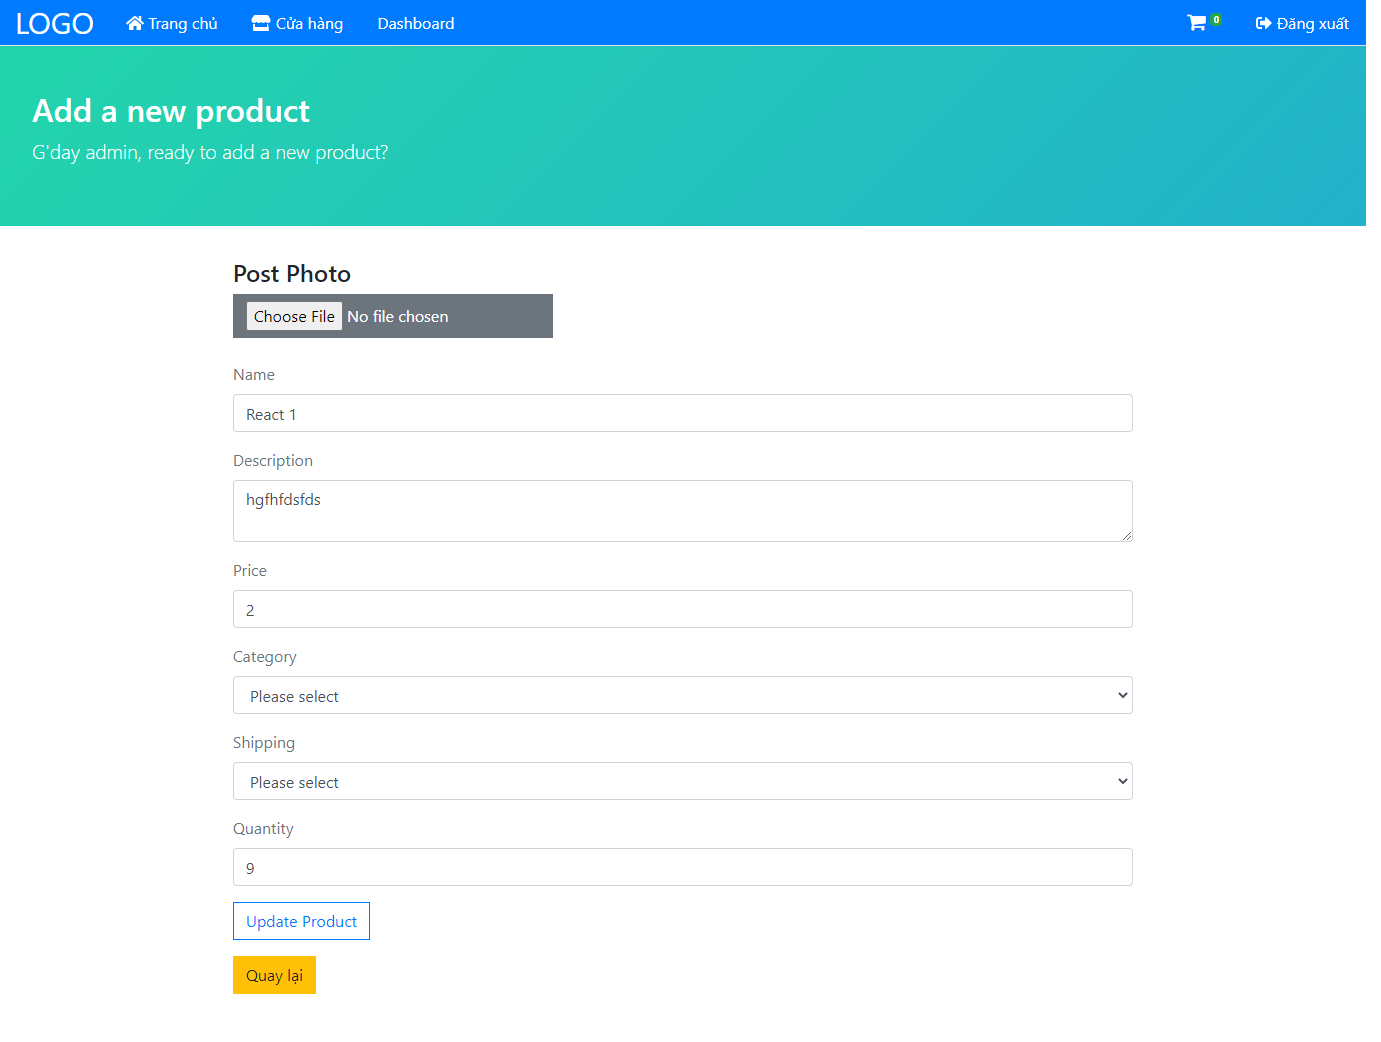 LOGO Trang chủ Cửa hàng Dashboard 0 Đăng xuất
Add a new product
G'day admin, ready to add a new product?
Post Photo
Choose File No file chosen
Name
React 1
Description
hgfhfdsfds
Price
2
Category
Please select
Shipping
Please select
Quantity
9
Update Product
Quay lại